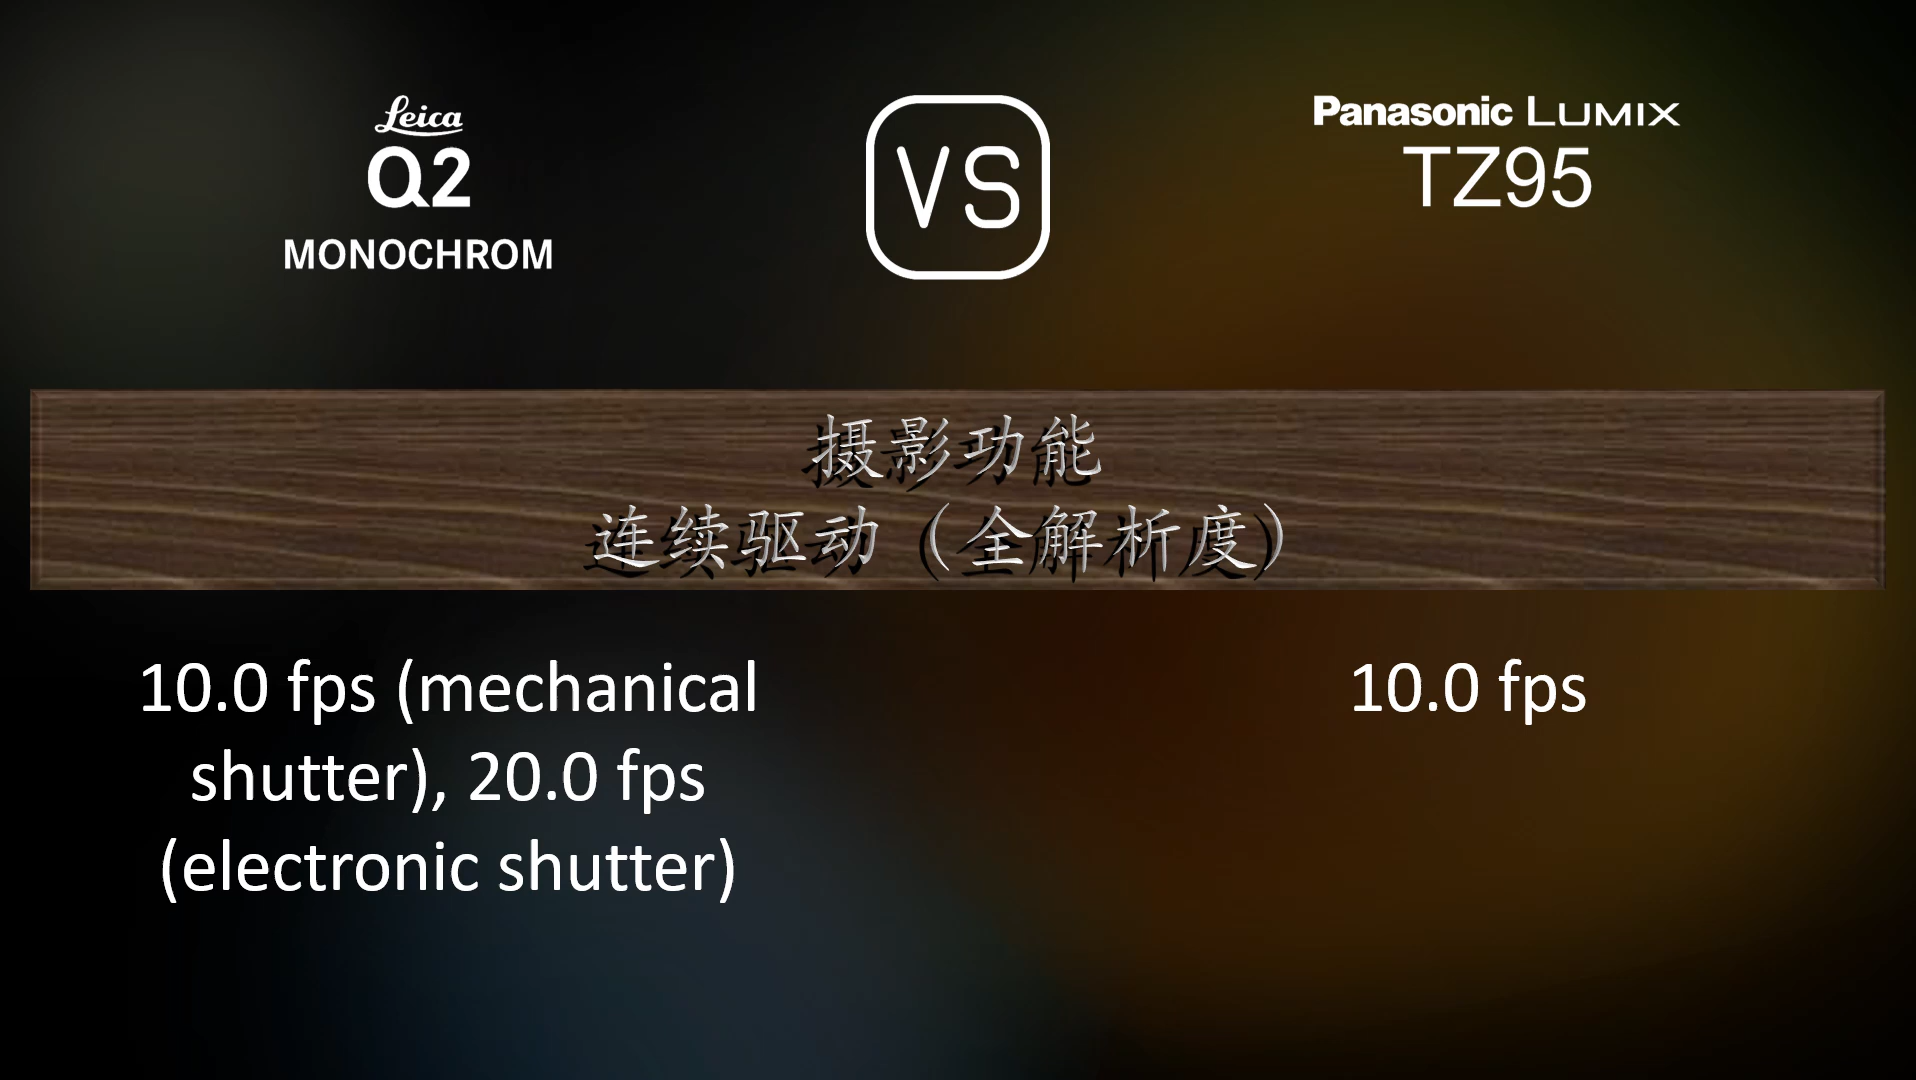 Leica
Q2
MONOCHROM
VS
Panasonic LUMIX
TZ95
摄影功能
连续驱动（全解析度）
10.0 fps (mechanical
shutter), 20.0 fps
(electronic shutter)
10.0 fps